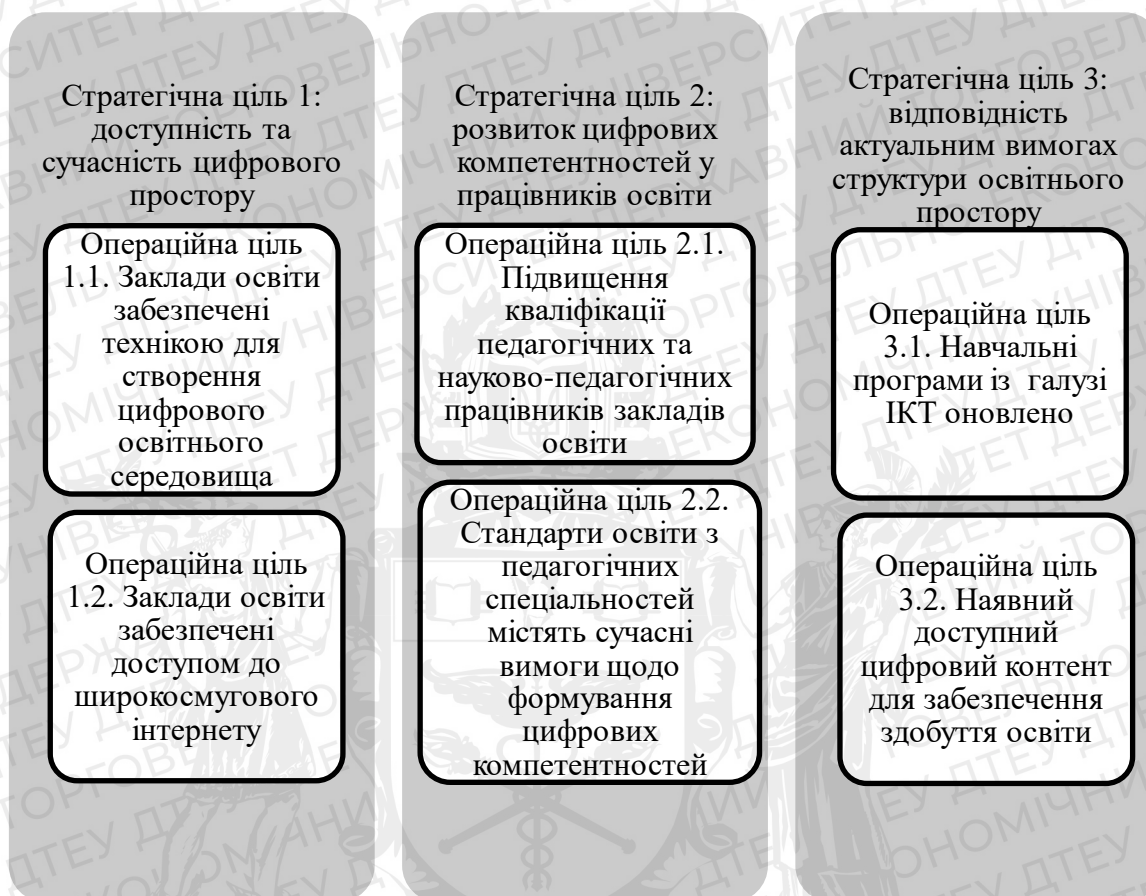 Стратегічна ціль 1:
доступність та
сучасність цифрового
простору
Операційна ціль
1.1. Заклади освіти
забезпечені
технікою для
створення
цифрового
освітнього
середовища
Операційна ціль
1.2. Заклади освіти
забезпечені
доступом до
широкосмугового
інтернету
Стратегічна ціль 2:
розвиток цифрових
компетентностей у
працівників освіти
Операційна ціль 2.1.
Підвищення
кваліфікації
педагогічних та
науково-педагогічних
працівників закладів
освіти
Операційна ціль 2.2.
Стандарти освіти з
педагогічних
спеціальностей
містять сучасні
вимоги щодо
формування
цифрових
компетентностей
Стратегічна ціль 3:
відповідність
актуальним вимогах
структури освітнього
простору
Операційна ціль
3.1. Навчальні
програми із галузі
ІКТ оновлено
Операційна ціль
3.2. Наявний
доступний
цифровий контент
для забезпечення
здобуття освіти